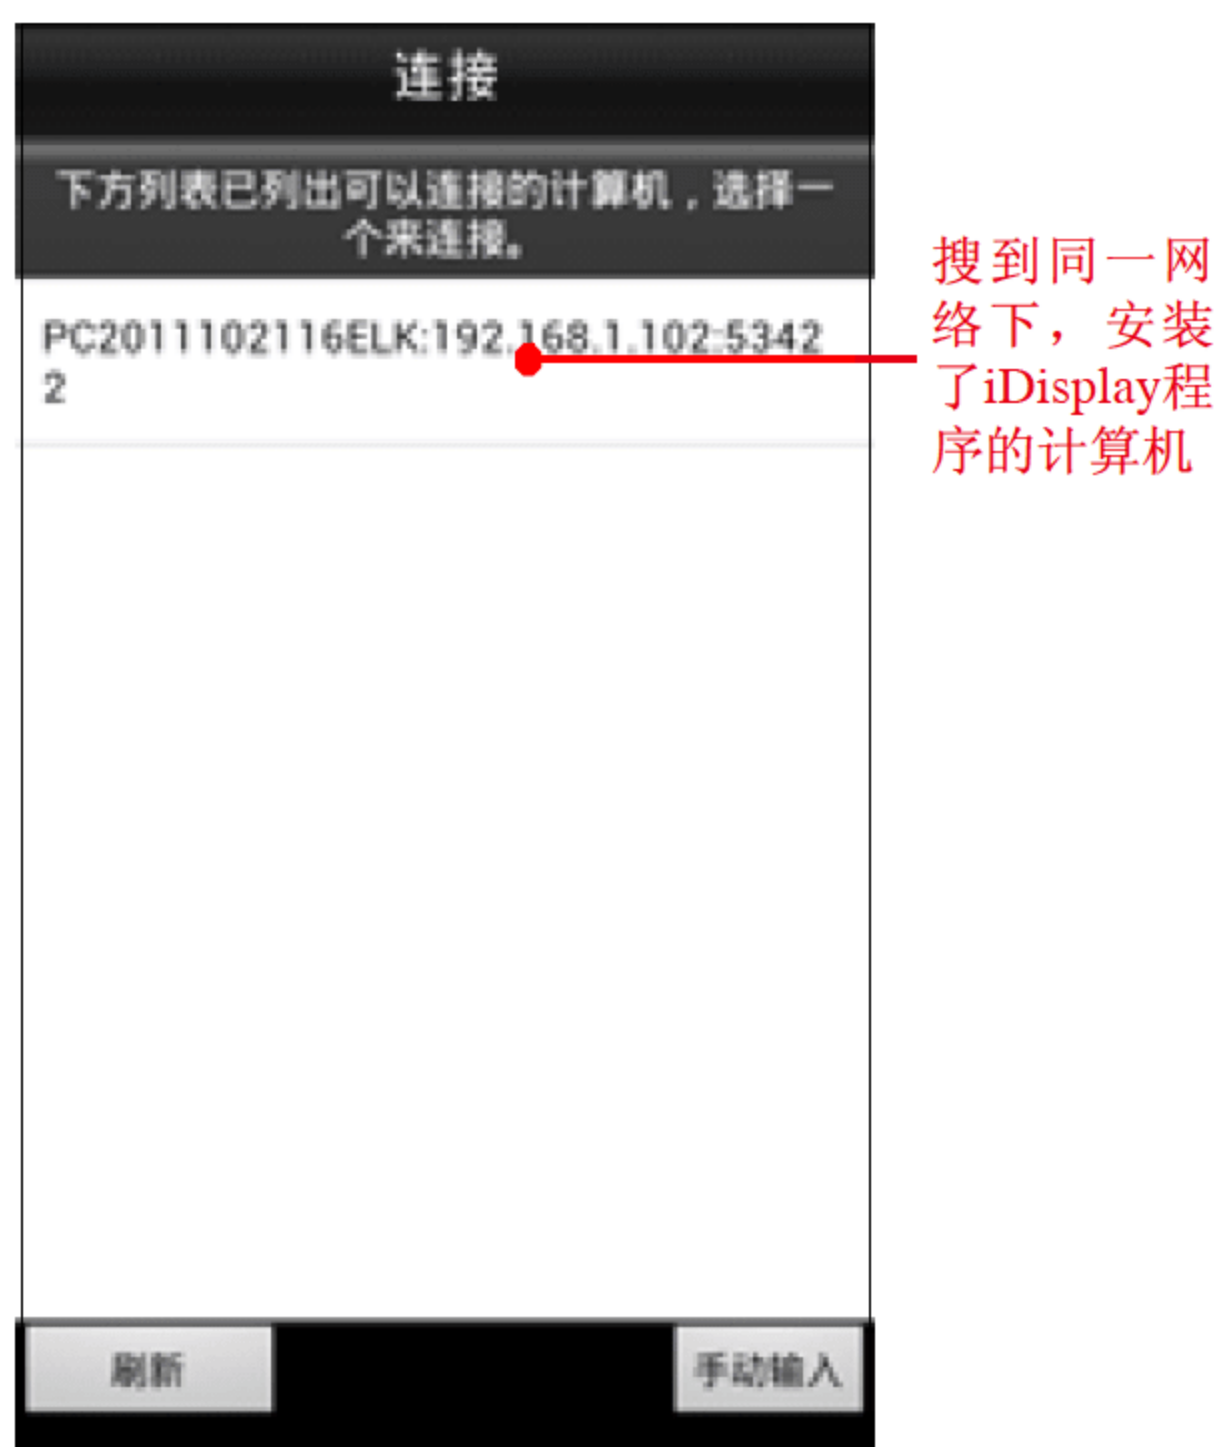 连接
下方列表已列出可以连接的计算机，选择一
个来连接。
PC2011102116ELK:192.168.1.102:5342
2
搜到同一网
络下，安装
了iDisplay程
序的计算机
刷新
手动输入